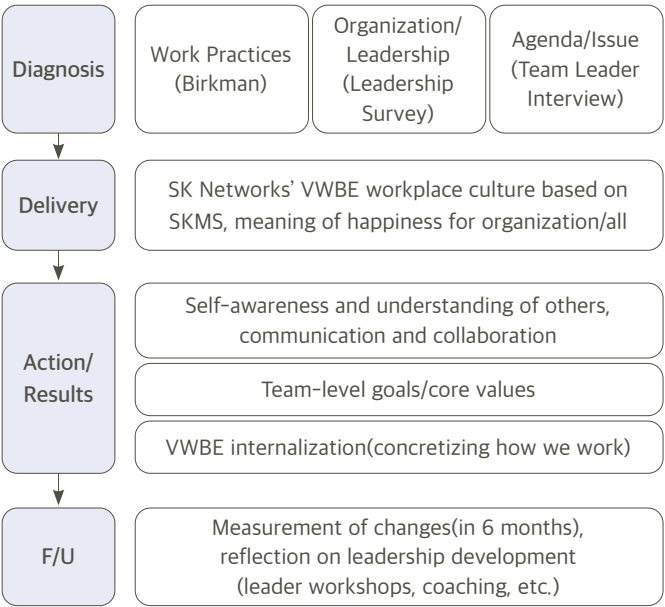 Diagnosis
Work Practices
(Birkman)
Organization/
Leadership
(Leadership
Survey)
Agenda/Issue
(Team Leader
Interview)
Delivery
SK Networks’ VWBE workplace culture based on
SKMS, meaning of happiness for organization/all
Action/
Results
Self-awareness and understanding of others,
communication and collaboration
Team-level goals/core values
VWBE internalization(concretizing how we work)
F/U
Measurement of changes(in 6 months),
reflection on leadership development
(leader workshops, coaching, etc.)